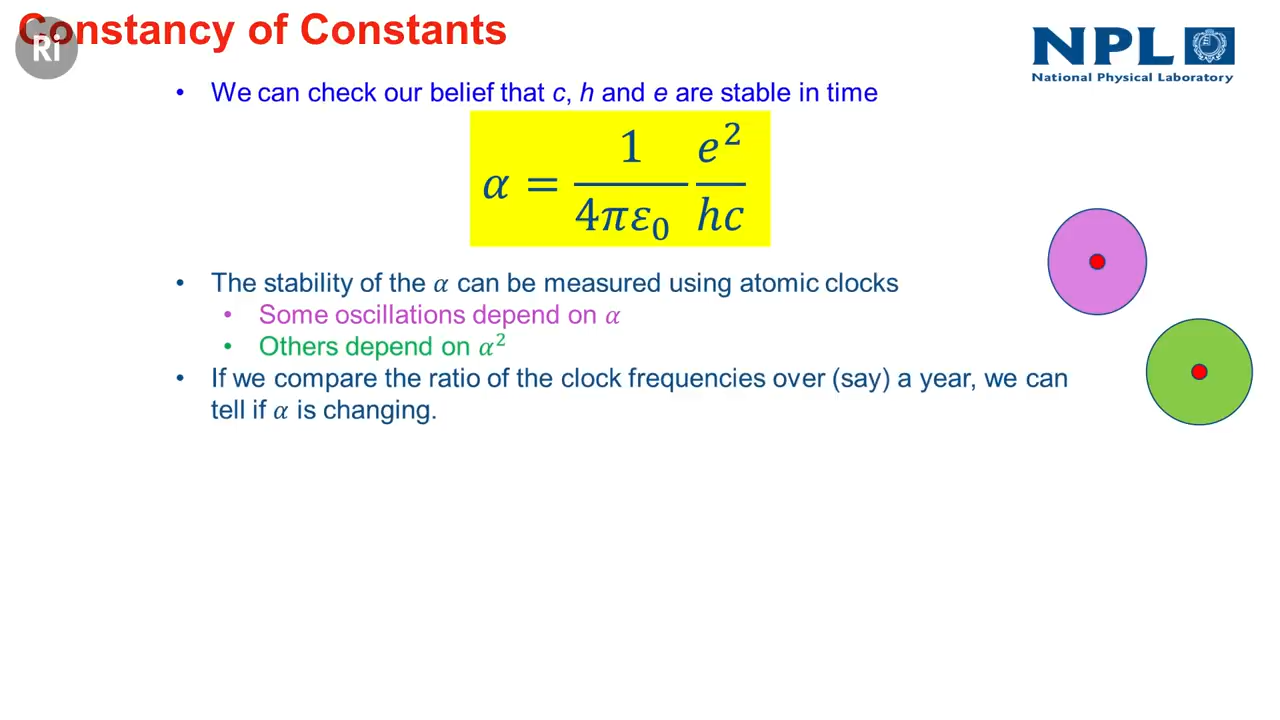 Constancy of Constants
Ri
NPL
National Physical Laboratory
• We can check our belief that c, h and e are stable in time
α = 1/(4πε₀) e²/(hc)
• The stability of the α can be measured using atomic clocks
• Some oscillations depend on α
• Others depend on α²
• If we compare the ratio of the clock frequencies over (say) a year, we can
tell if α is changing.